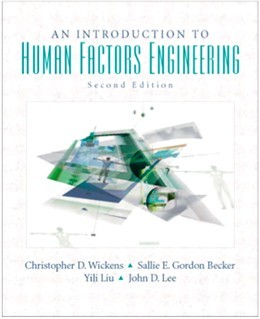 AN INTRODUCTION TO
HUMAN FACTORS ENGINEERING
Second Edition
Christopher D. Wickens ▲ Sallie E. Gordon Becker
Yili Liu ▲ John D. Lee